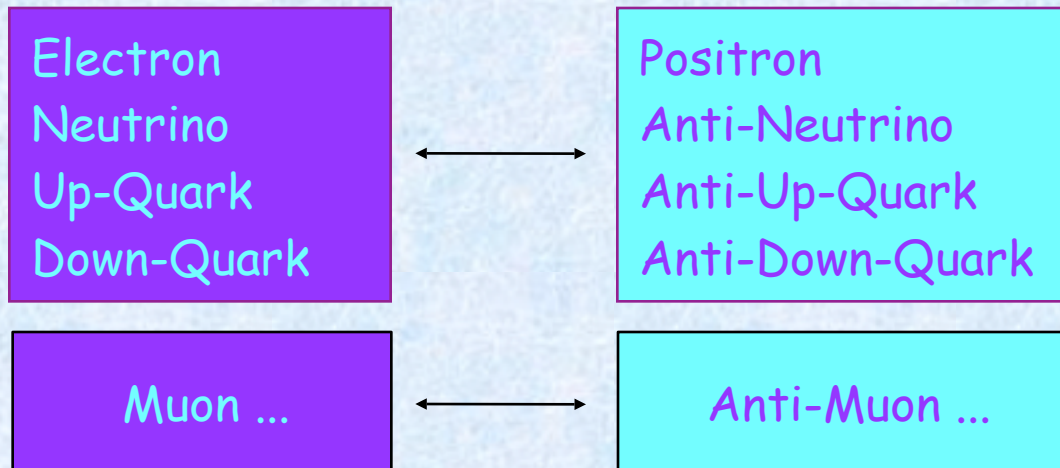 Electron
Neutrino
Up-Quark
Down-Quark
Positron
Anti-Neutrino
Anti-Up-Quark
Anti-Down-Quark
Muon ...
Anti-Muon ...